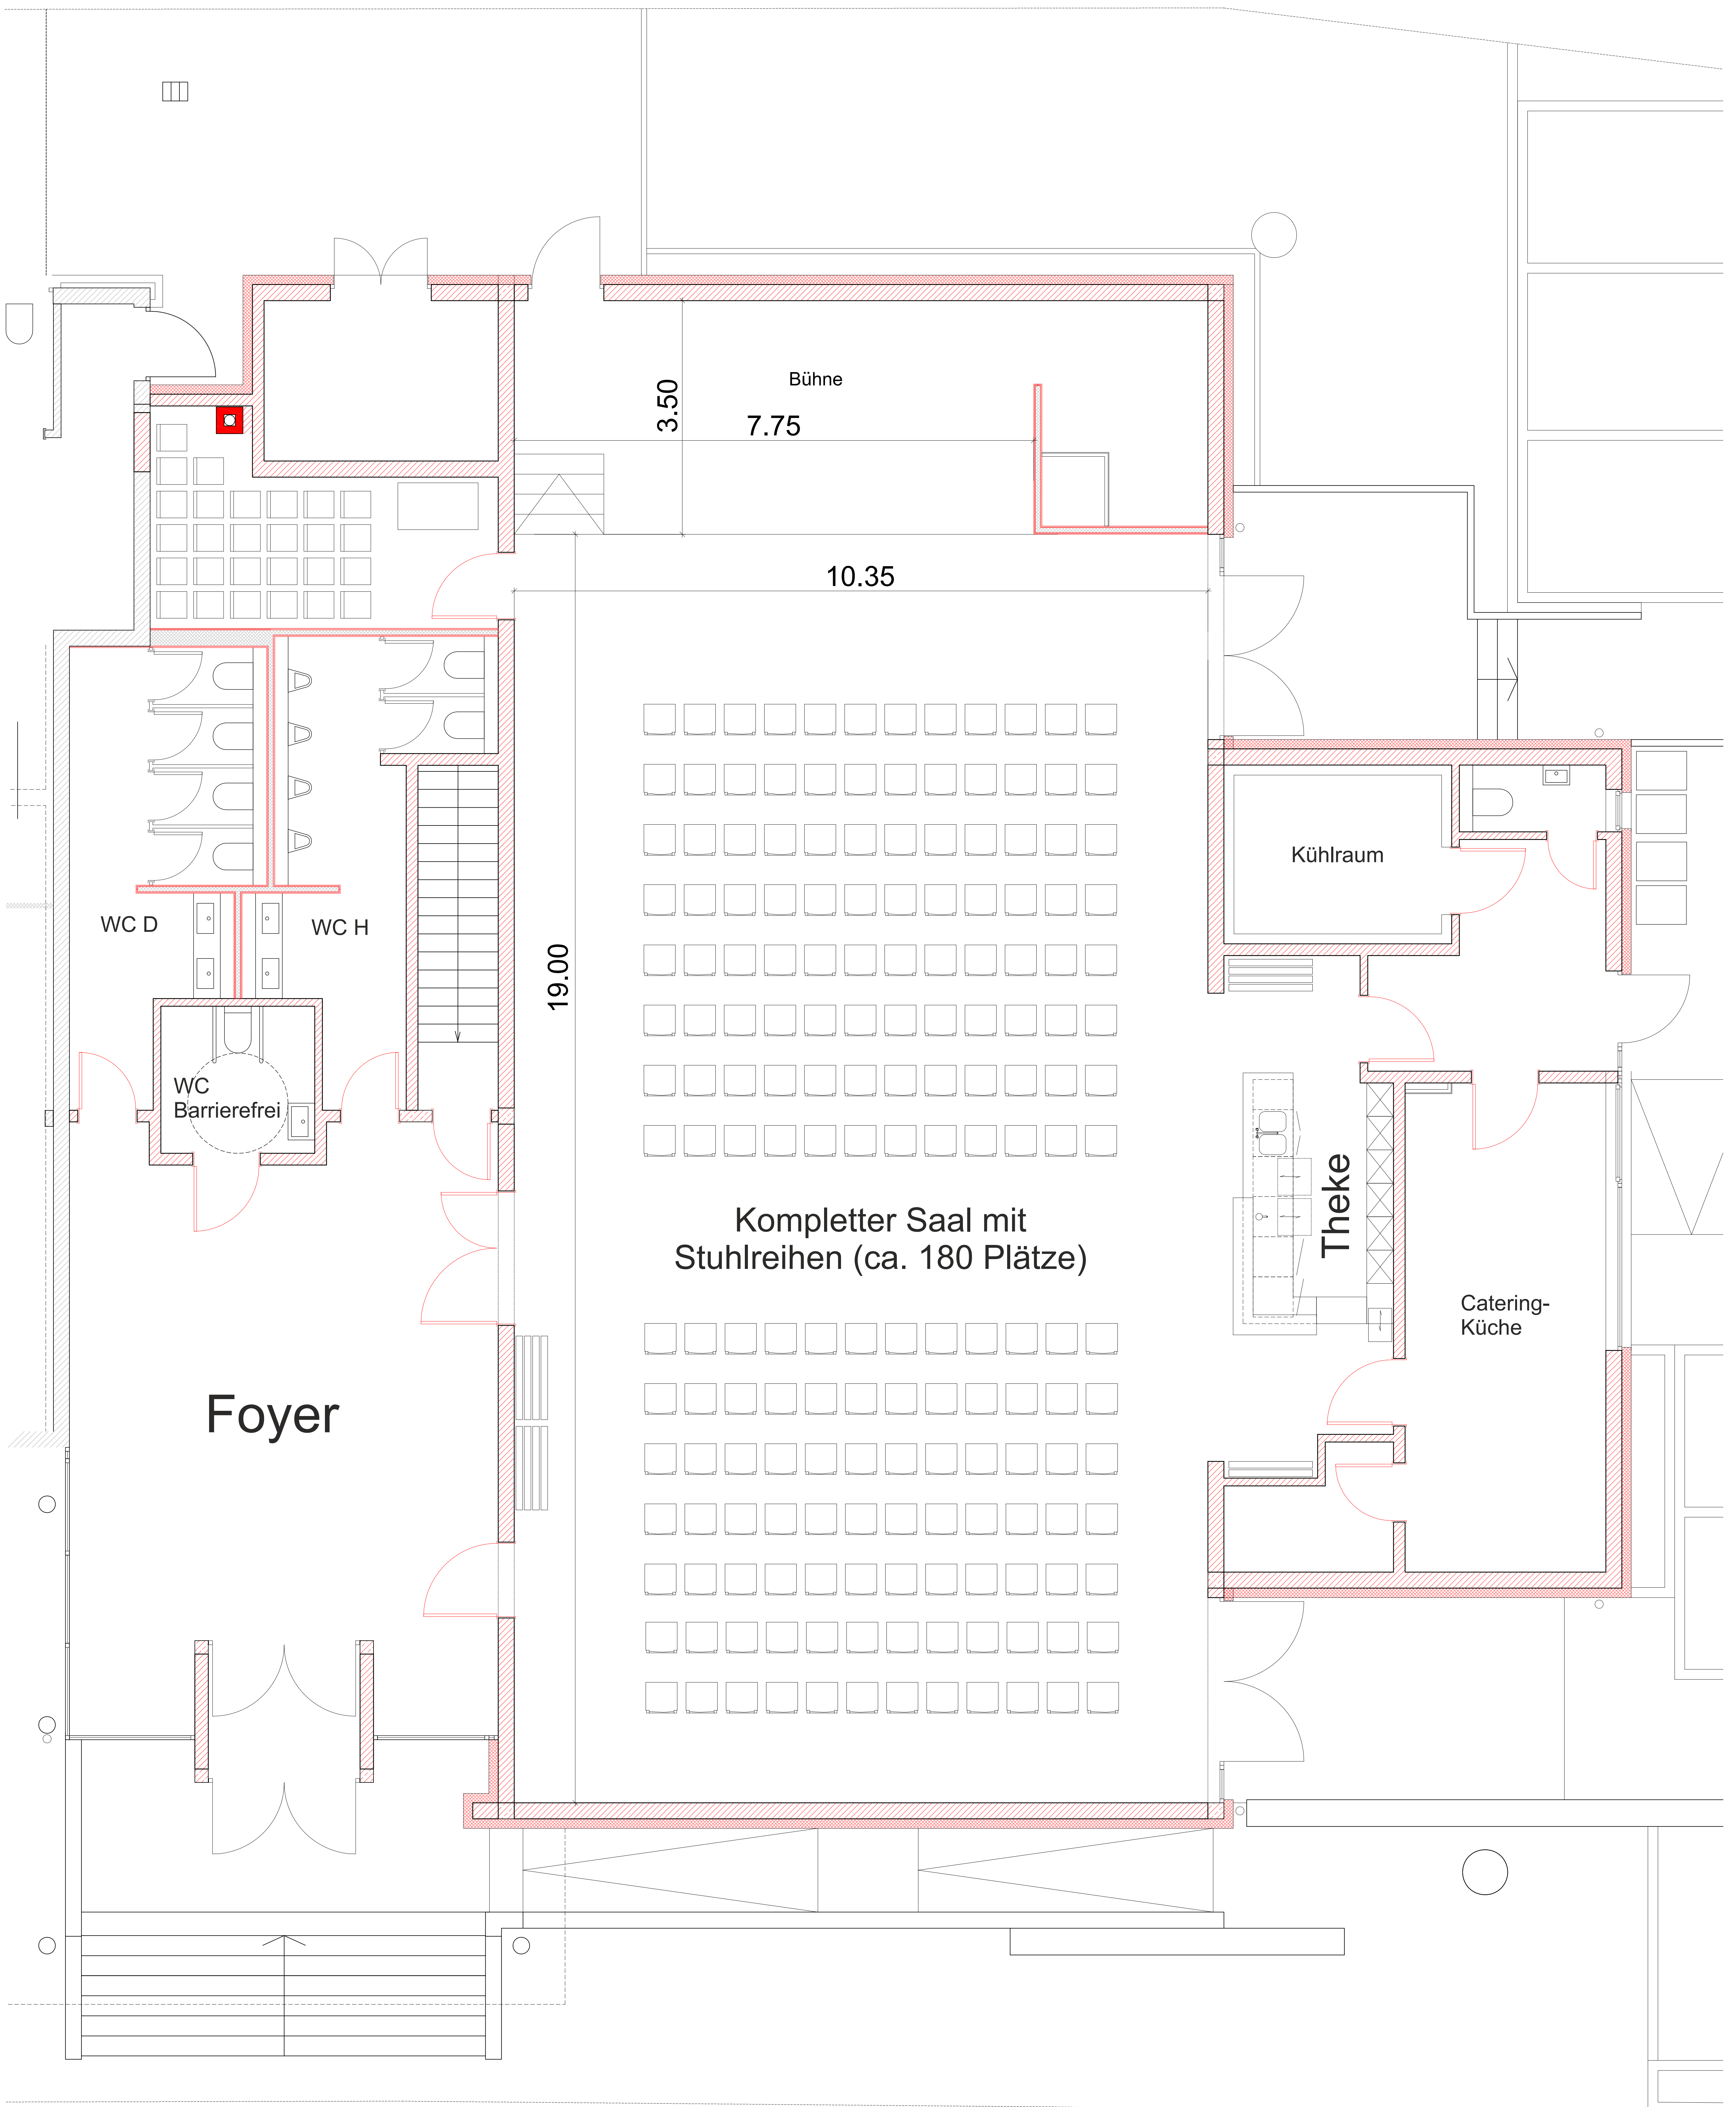 Bühne
3.50
7.75
10.35
Kühlraum
WC D
WC H
19.00
WC
Barrierefrei
Theke
Kompletter Saal mit
Stuhlreihen (ca. 180 Plätze)
Catering-
Küche
Foyer